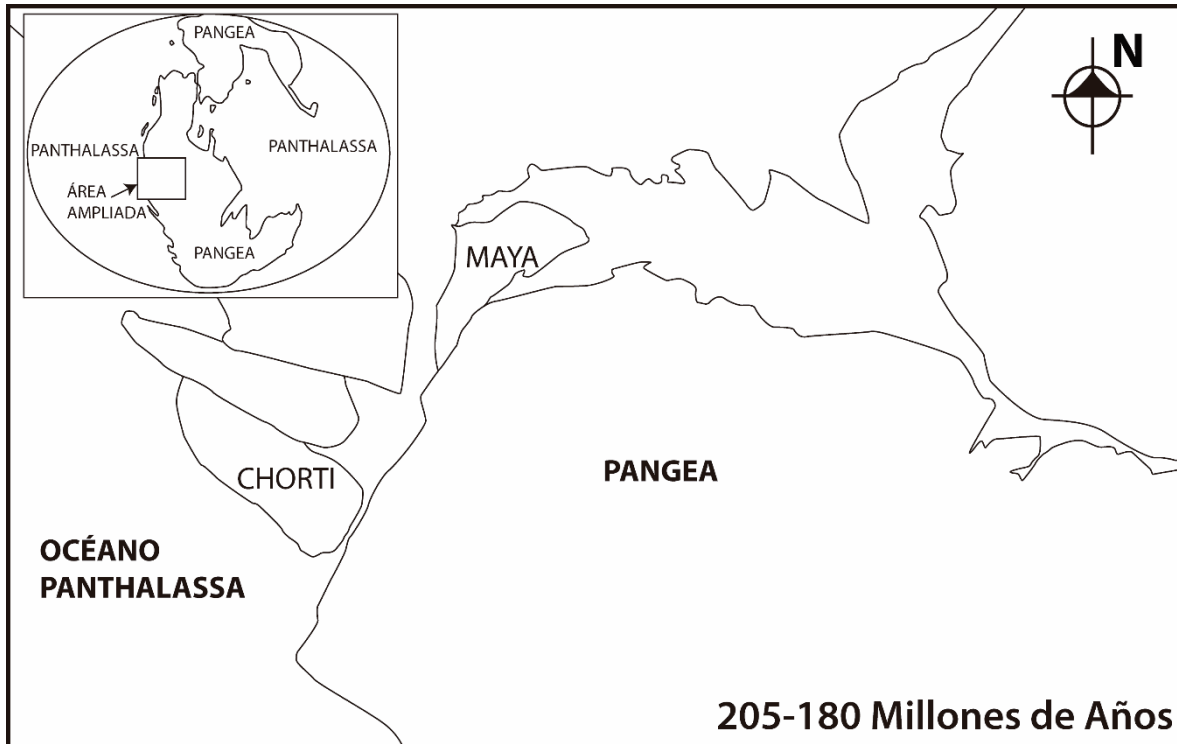 PANGEA
PANTHALASSA
PANTHALASSA
ÁREA
AMPLIADA
PANGEA
N
MAYA
CHORTI
PANGEA
OCÉANO
PANTHALASSA
205-180 Millones de Años